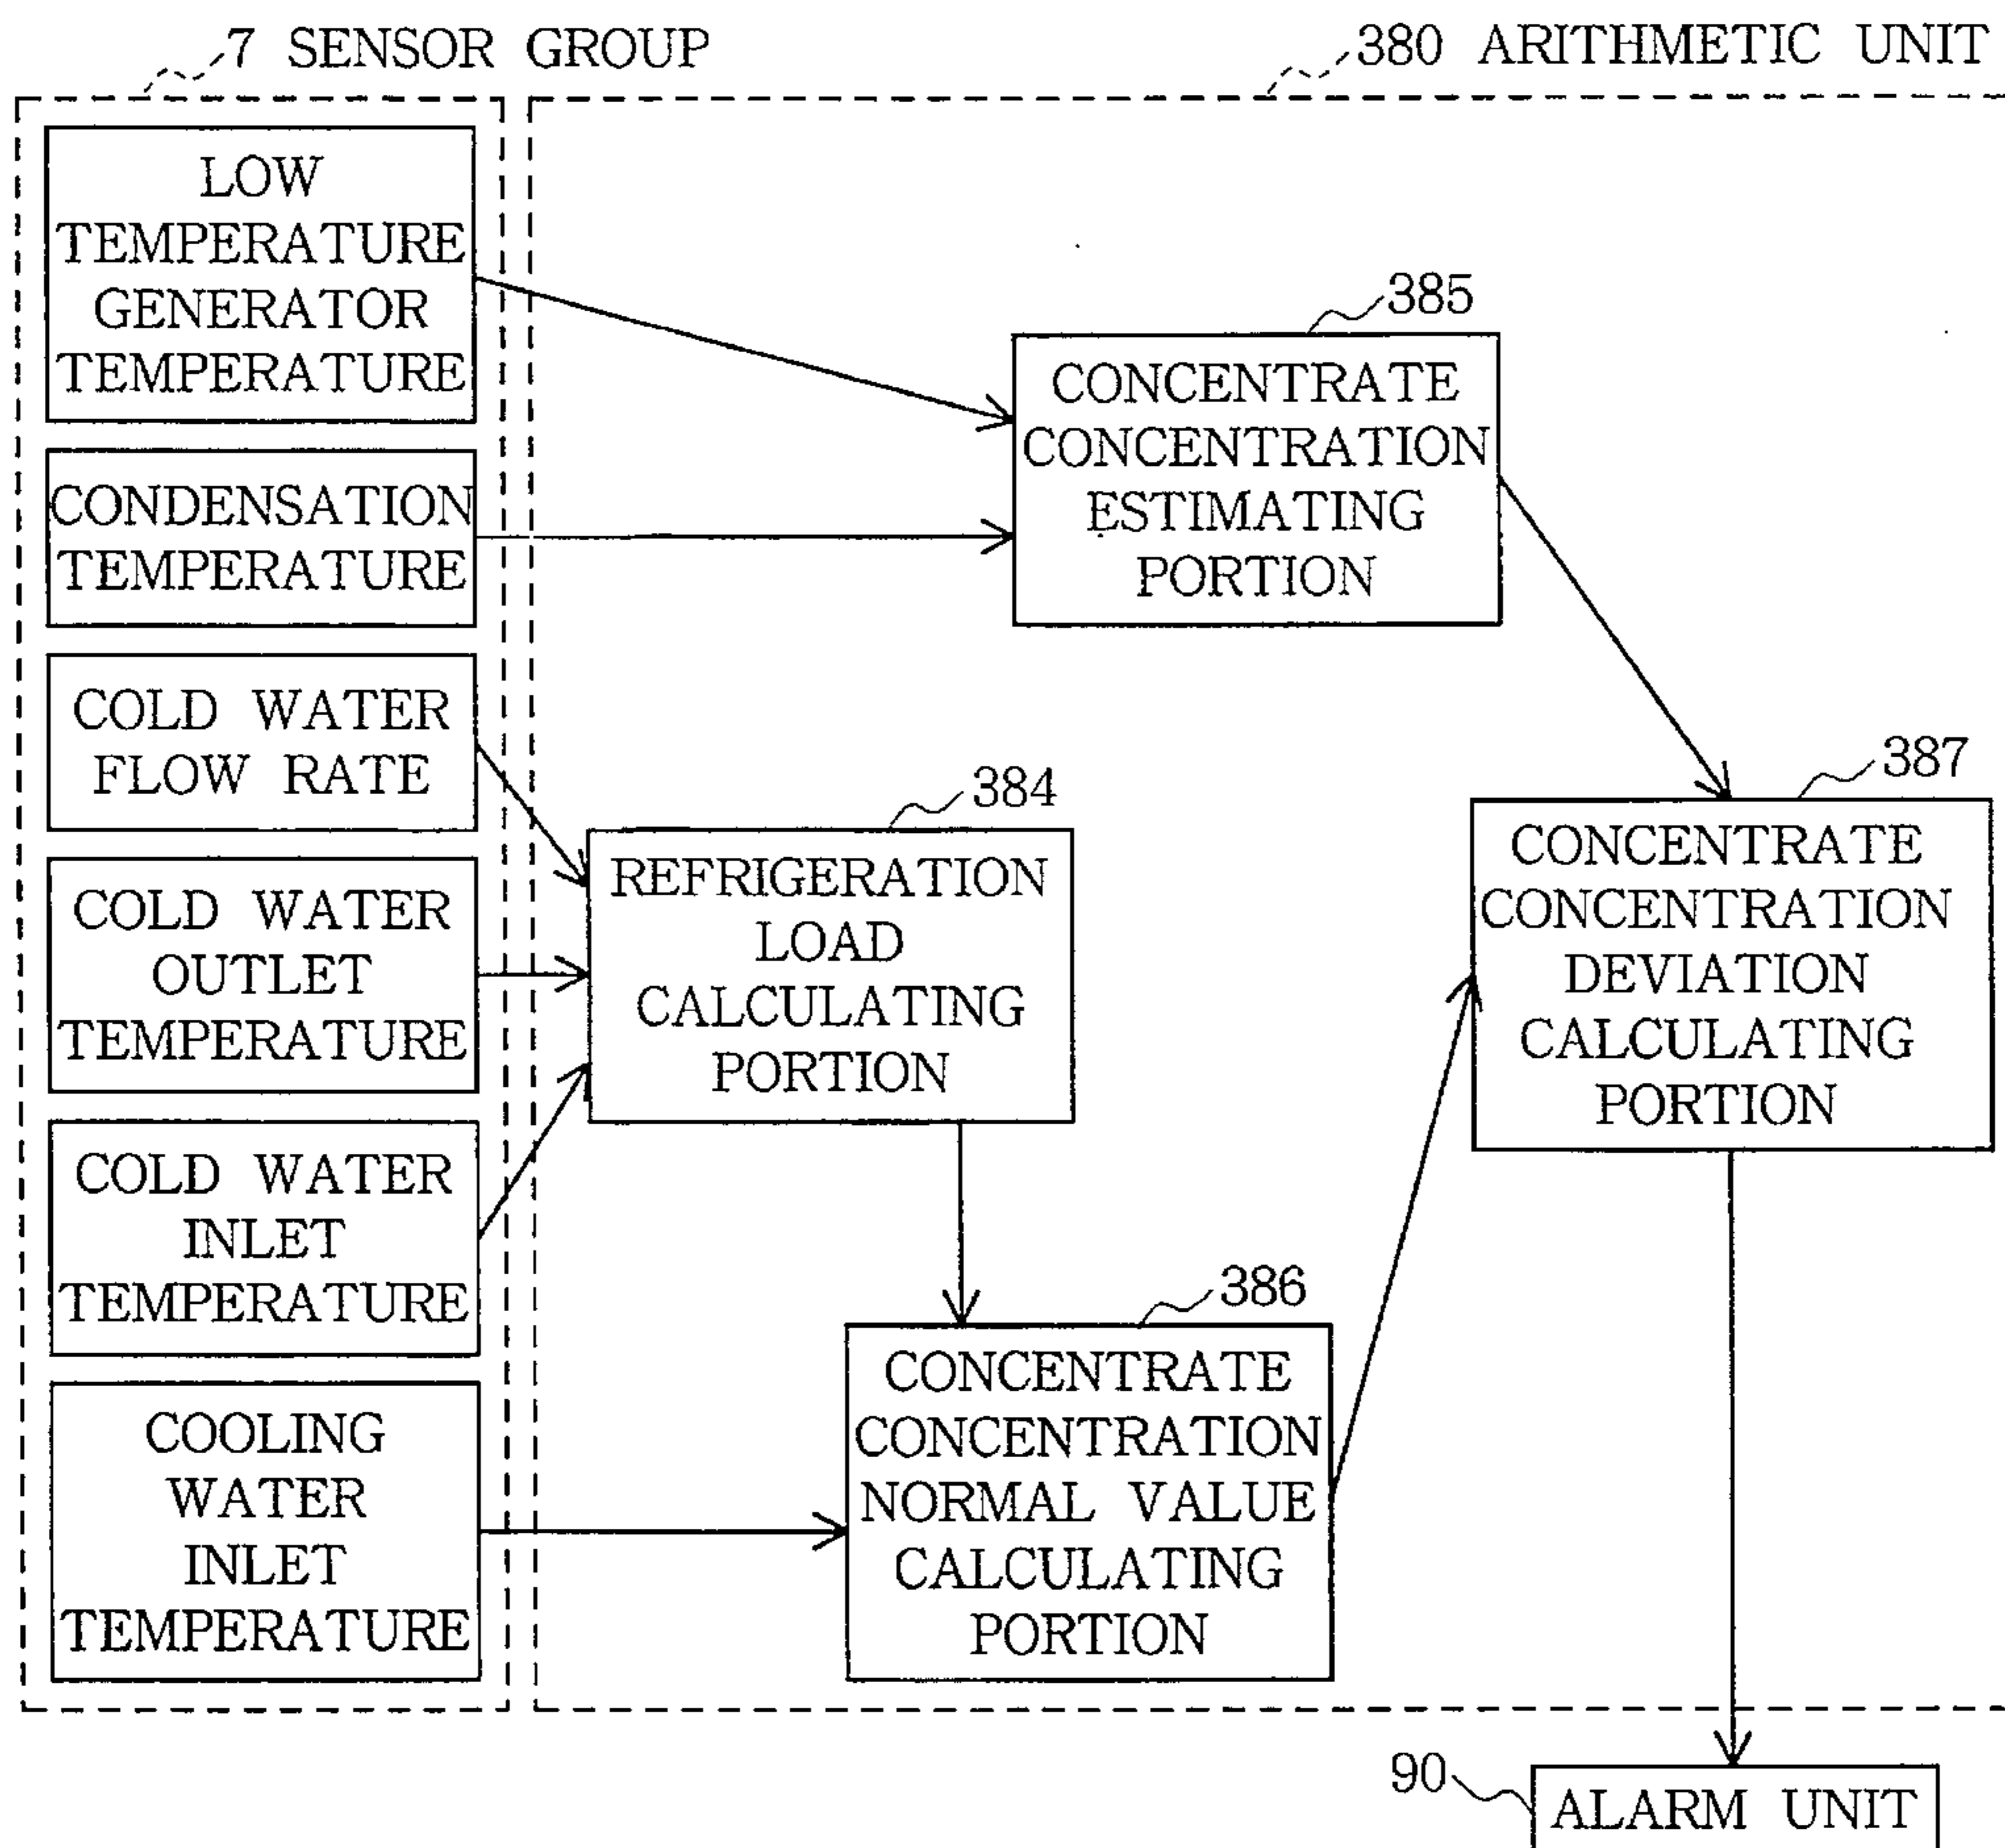 7 SENSOR GROUP
380 ARITHMETIC UNIT
LOW
TEMPERATURE
GENERATOR
TEMPERATURE
CONDENSATION
TEMPERATURE
COLD WATER
FLOW RATE
COLD WATER
OUTLET
TEMPERATURE
COLD WATER
INLET
TEMPERATURE
COOLING
WATER
INLET
TEMPERATURE
385
CONCENTRATE
CONCENTRATION
ESTIMATING
PORTION
384
REFRIGERATION
LOAD
CALCULATING
PORTION
386
CONCENTRATE
CONCENTRATION
NORMAL VALUE
CALCULATING
PORTION
387
CONCENTRATE
CONCENTRATION
DEVIATION
CALCULATING
PORTION
90
ALARM UNIT